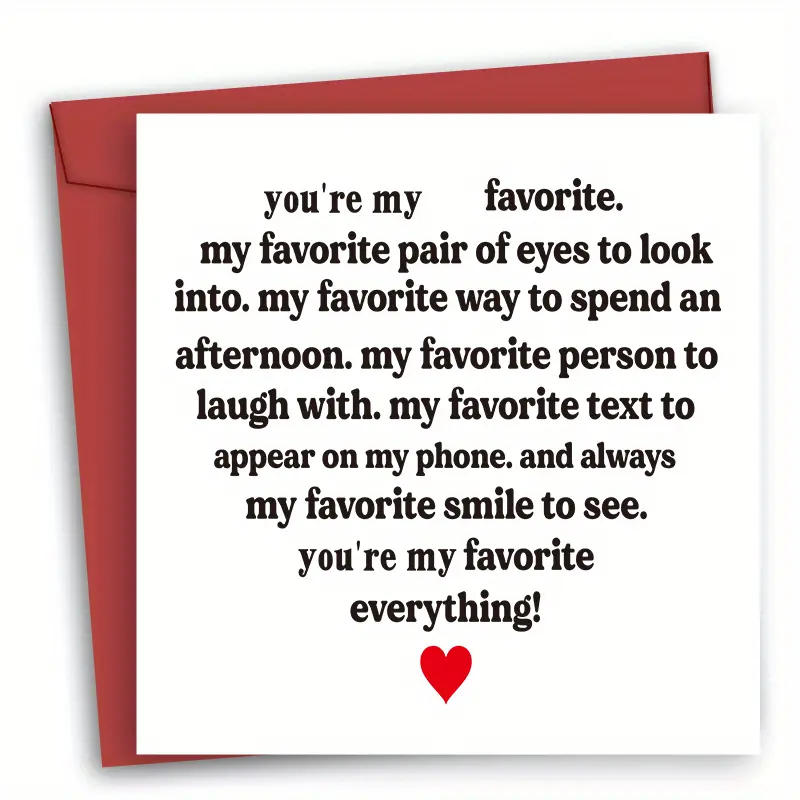 you're my favorite.
my favorite pair of eyes to look
into. my favorite way to spend an
afternoon. my favorite person to
laugh with. my favorite text to
appear on my phone. and always
my favorite smile to see.
you're my favorite
everything!